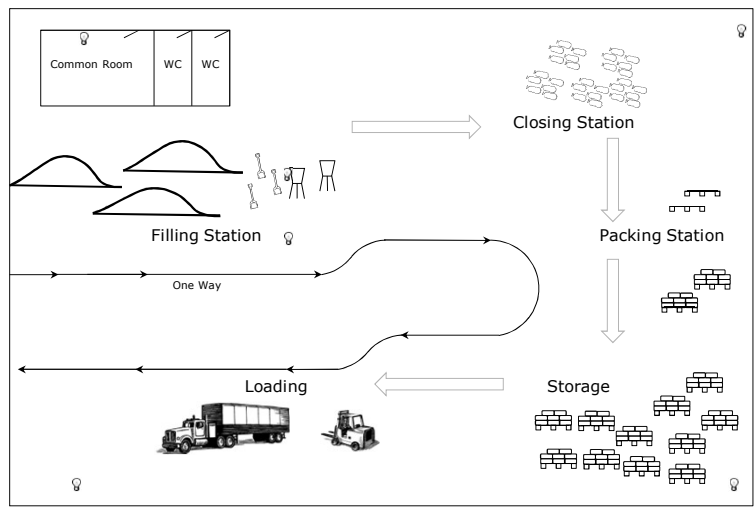 Common Room
WC
WC
Closing Station
Filling Station
Packing Station
One Way
Loading
Storage